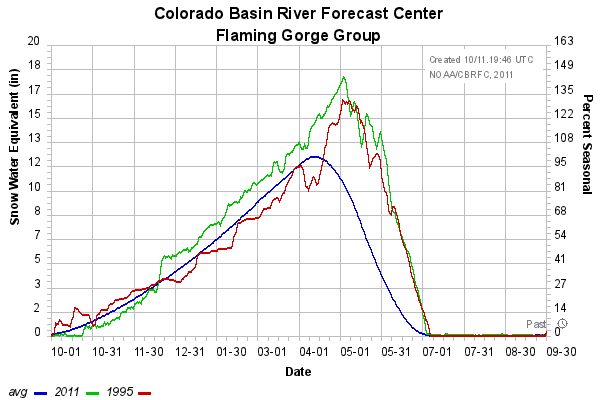 Colorado Basin River Forecast Center
Flaming Gorge Group
Created 10/11.19:46 UTC
NOAA/CBRFC, 2011
Snow Water Equivalent (in)
20
18
17
15
13
12
10
8
7
5
3
2
0
Percent Seasonal
163
149
136
122
108
95
81
68
54
41
27
14
0
Past
10-01 10-31 11-30 12-31 01-30 03-01 04-01 05-01 05-31 07-01 07-31 08-30 09-30
Date
avg 2011 1995